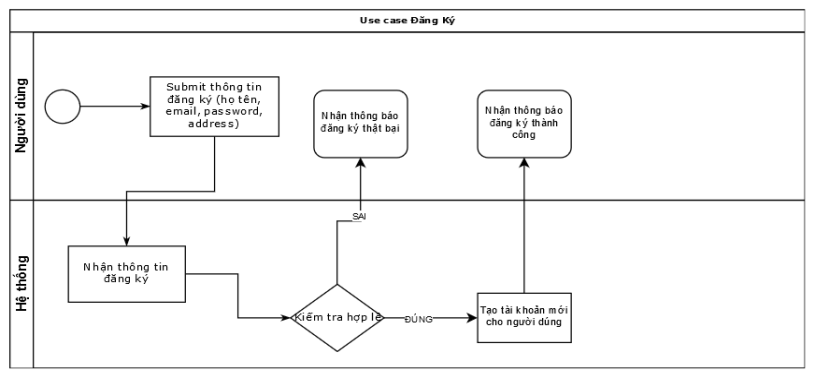 Use case Đăng Ký
Người dùng
Submit thông tin
đăng ký (họ tên,
email, password,
address)
Nhận thông báo
đăng ký thất bại
Nhận thông báo
đăng ký thành
công
Hệ thống
Nhận thông tin
đăng ký
SAI
Kiểm tra hợp lệ
ĐÚNG
Tạo tài khoản mới
cho người dùng